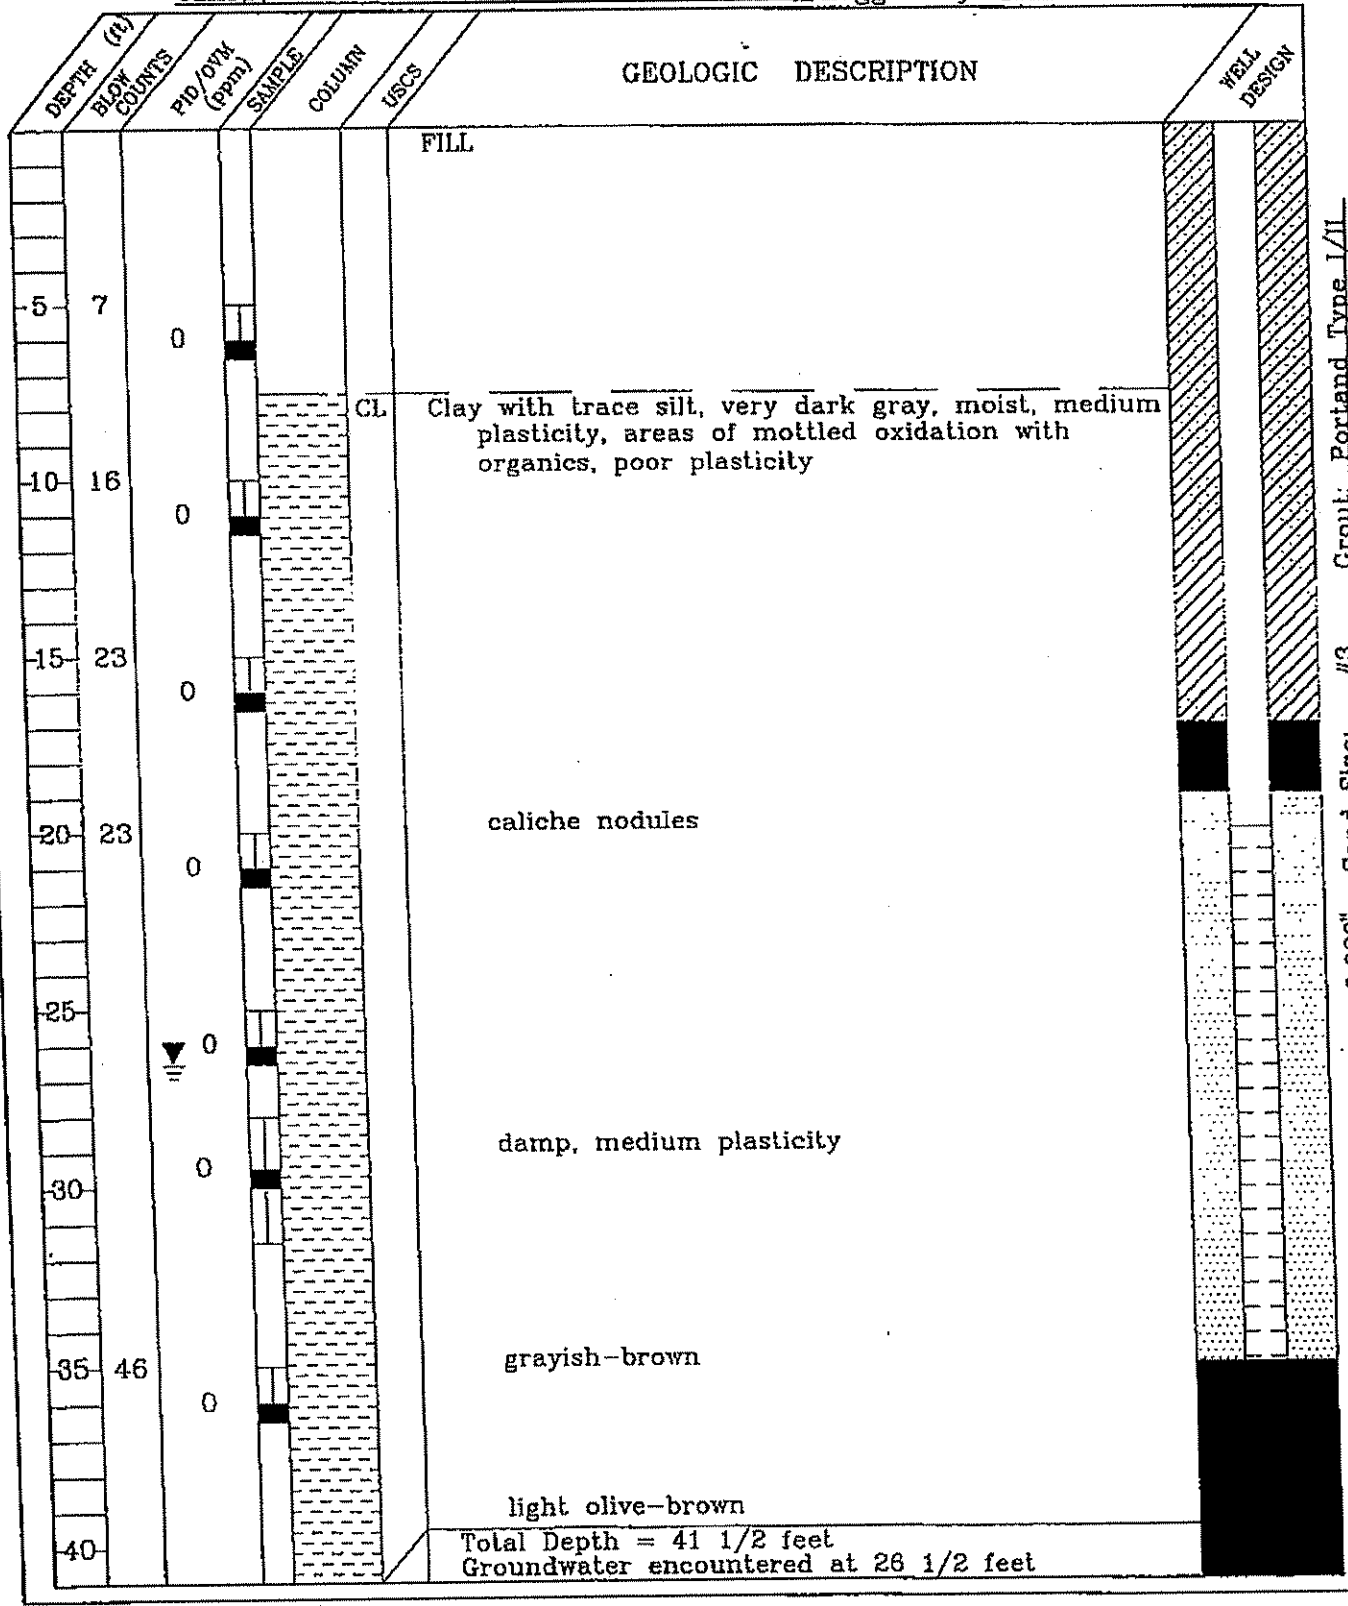 DEPTH (ft)
BLOW COUNTS
PID/OVM (ppm)
SAMPLE
COLUMN
USCS
GEOLOGIC DESCRIPTION
WELL DESIGN
FILL
5 7
0
CL Clay with trace silt, very dark gray, moist, medium
plasticity, areas of mottled oxidation with
organics, poor plasticity
10 16
0
15 23
0
caliche nodules
20 23
0
25
0
damp, medium plasticity
0
30
grayish-brown
35 46
0
light olive-brown
Total Depth = 41 1/2 feet
40
Groundwater encountered at 26 1/2 feet
#3 Grout: Portand Type I/II